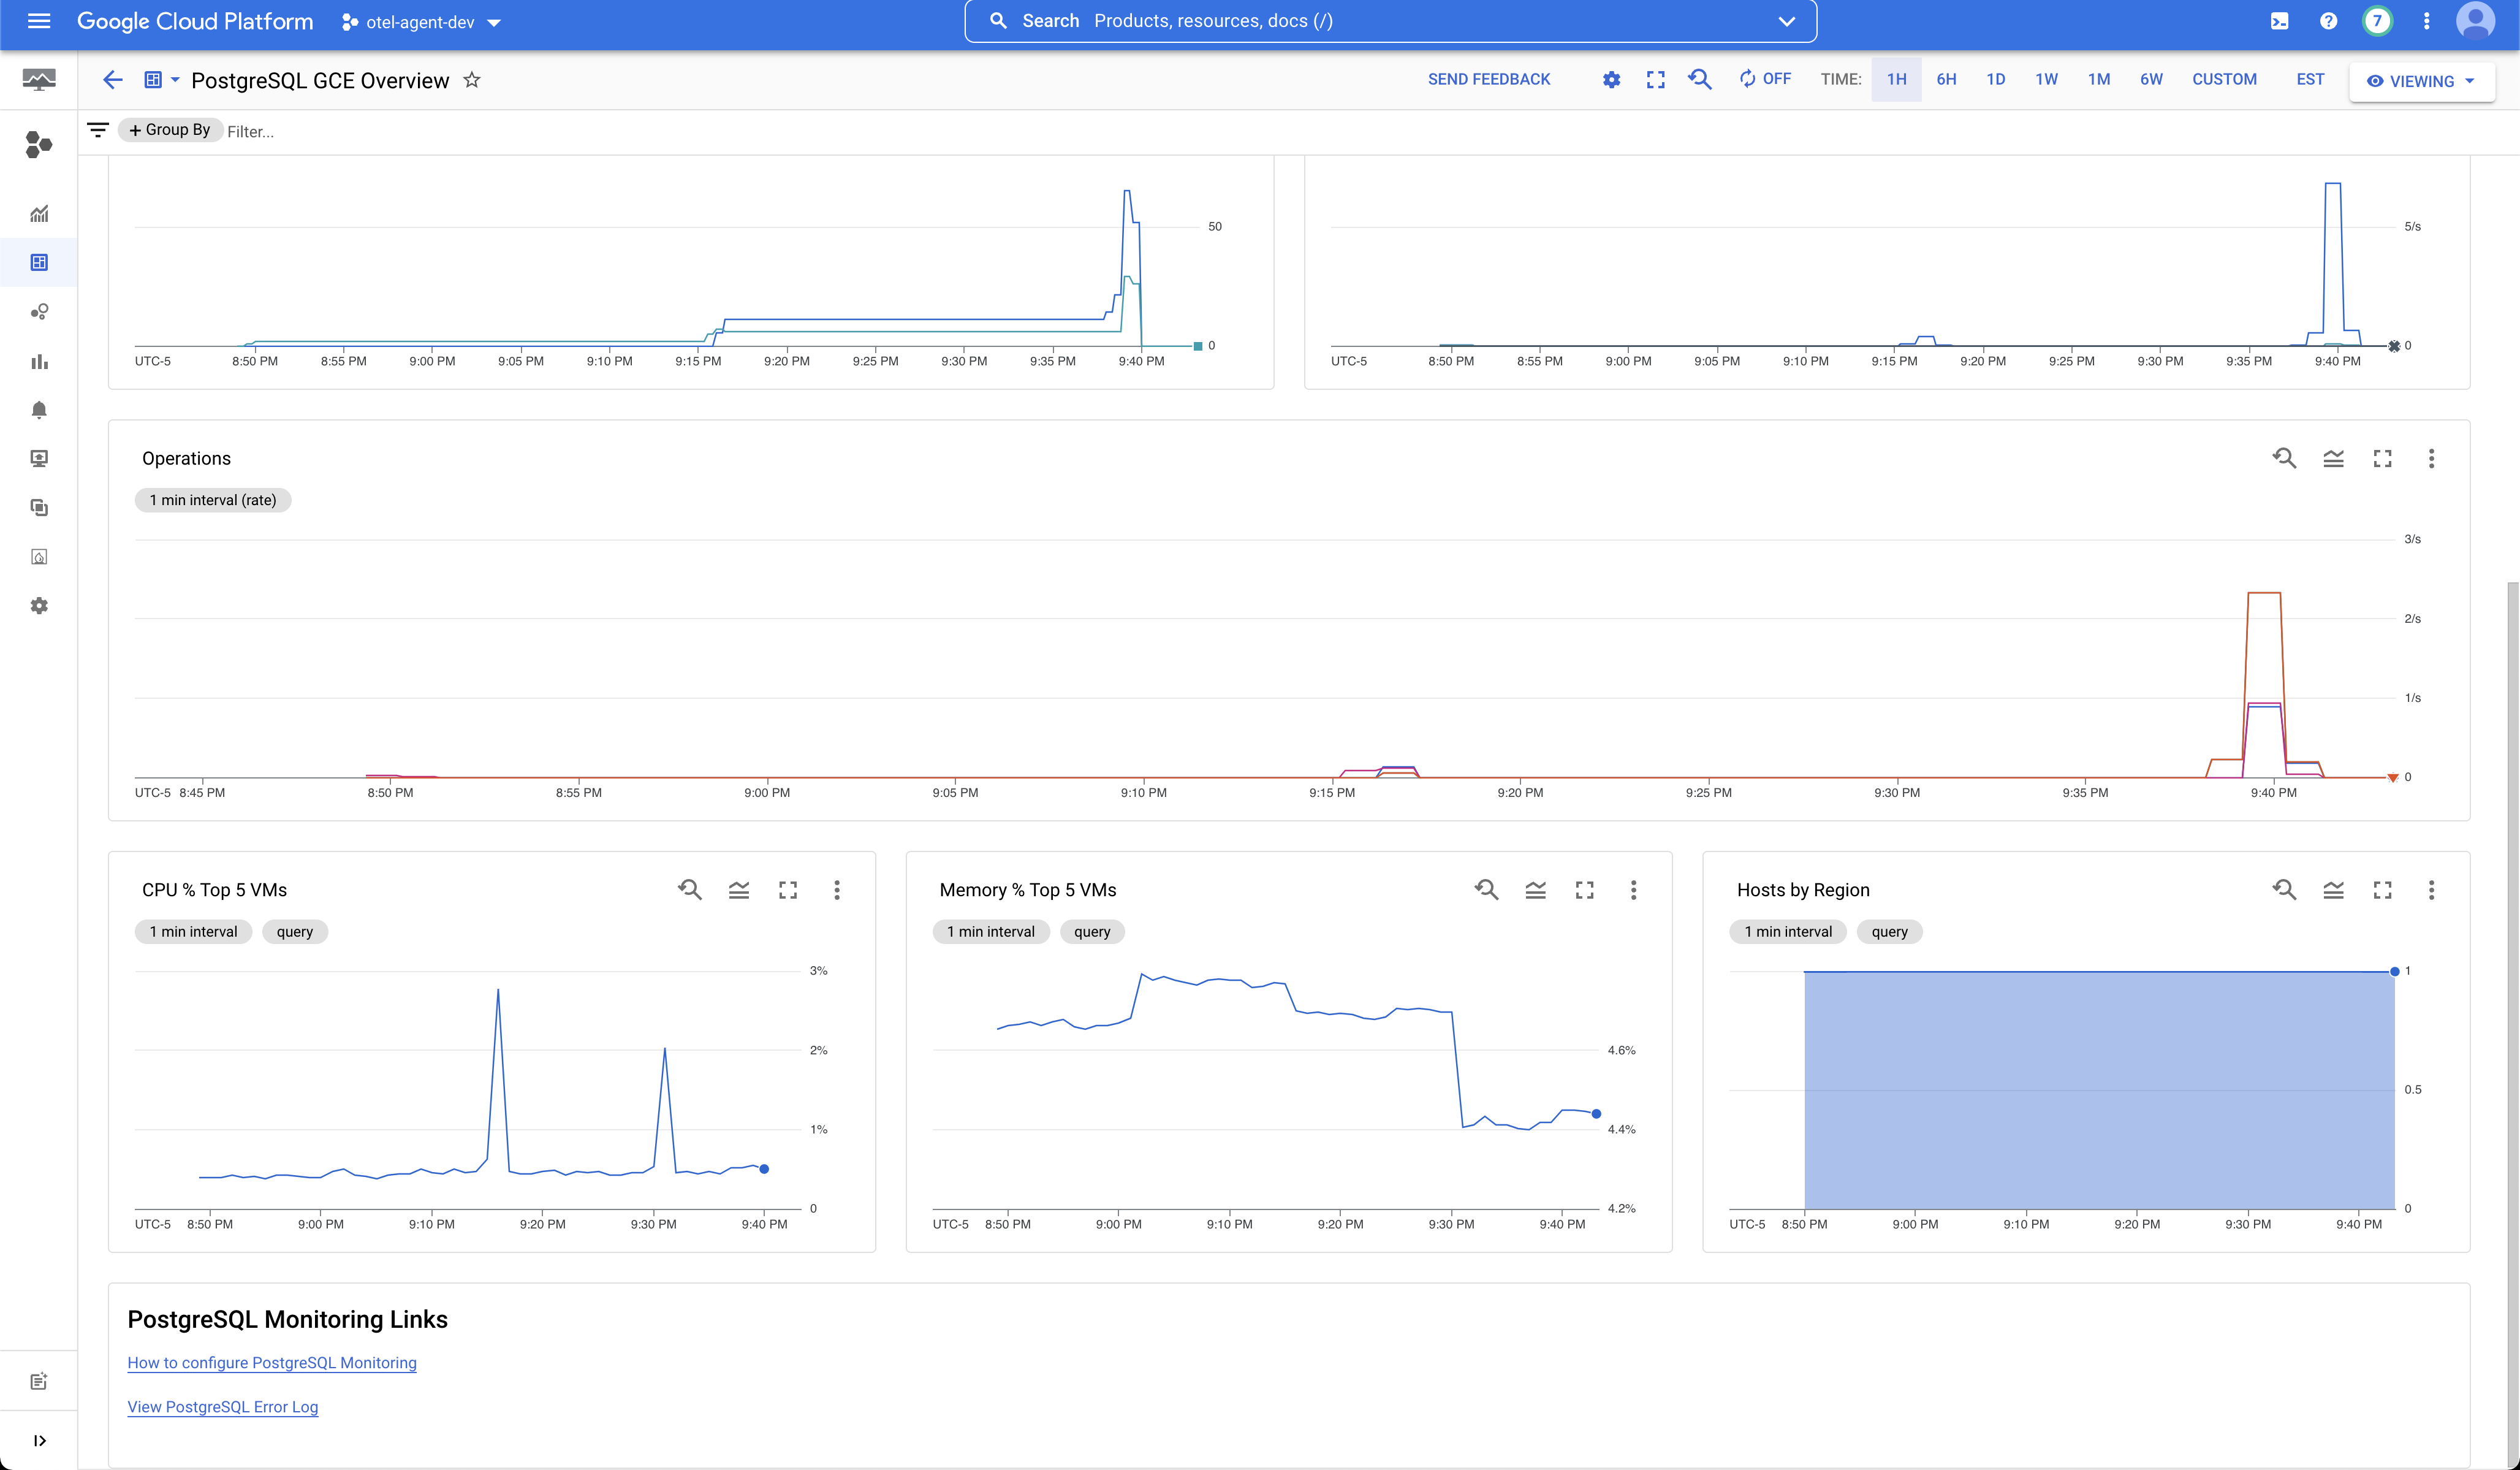 Google Cloud Platform
otel-agent-dev
Search Products, resources, docs (/)
7
PostgreSQL GCE Overview
SEND FEEDBACK
OFF
TIME:
1H
6H
1D
1W
1M
6W
CUSTOM
EST
VIEWING
+ Group By
Filter...
50
0
UTC-5 8:50 PM 8:55 PM 9:00 PM 9:05 PM 9:10 PM 9:15 PM 9:20 PM 9:25 PM 9:30 PM 9:35 PM 9:40 PM
5/s
0
UTC-5 8:50 PM 8:55 PM 9:00 PM 9:05 PM 9:10 PM 9:15 PM 9:20 PM 9:25 PM 9:30 PM 9:35 PM 9:40 PM
Operations
1 min interval (rate)
3/s
2/s
1/s
0
UTC-5 8:45 PM 8:50 PM 8:55 PM 9:00 PM 9:05 PM 9:10 PM 9:15 PM 9:20 PM 9:25 PM 9:30 PM 9:35 PM 9:40 PM
CPU % Top 5 VMs
1 min interval query
3%
2%
1%
0
UTC-5 8:50 PM 9:00 PM 9:10 PM 9:20 PM 9:30 PM 9:40 PM
Memory % Top 5 VMs
1 min interval query
4.6%
4.4%
4.2%
UTC-5 8:50 PM 9:00 PM 9:10 PM 9:20 PM 9:30 PM 9:40 PM
Hosts by Region
1 min interval query
1
0.5
0
UTC-5 8:50 PM 9:00 PM 9:10 PM 9:20 PM 9:30 PM 9:40 PM
PostgreSQL Monitoring Links
How to configure PostgreSQL Monitoring
View PostgreSQL Error Log